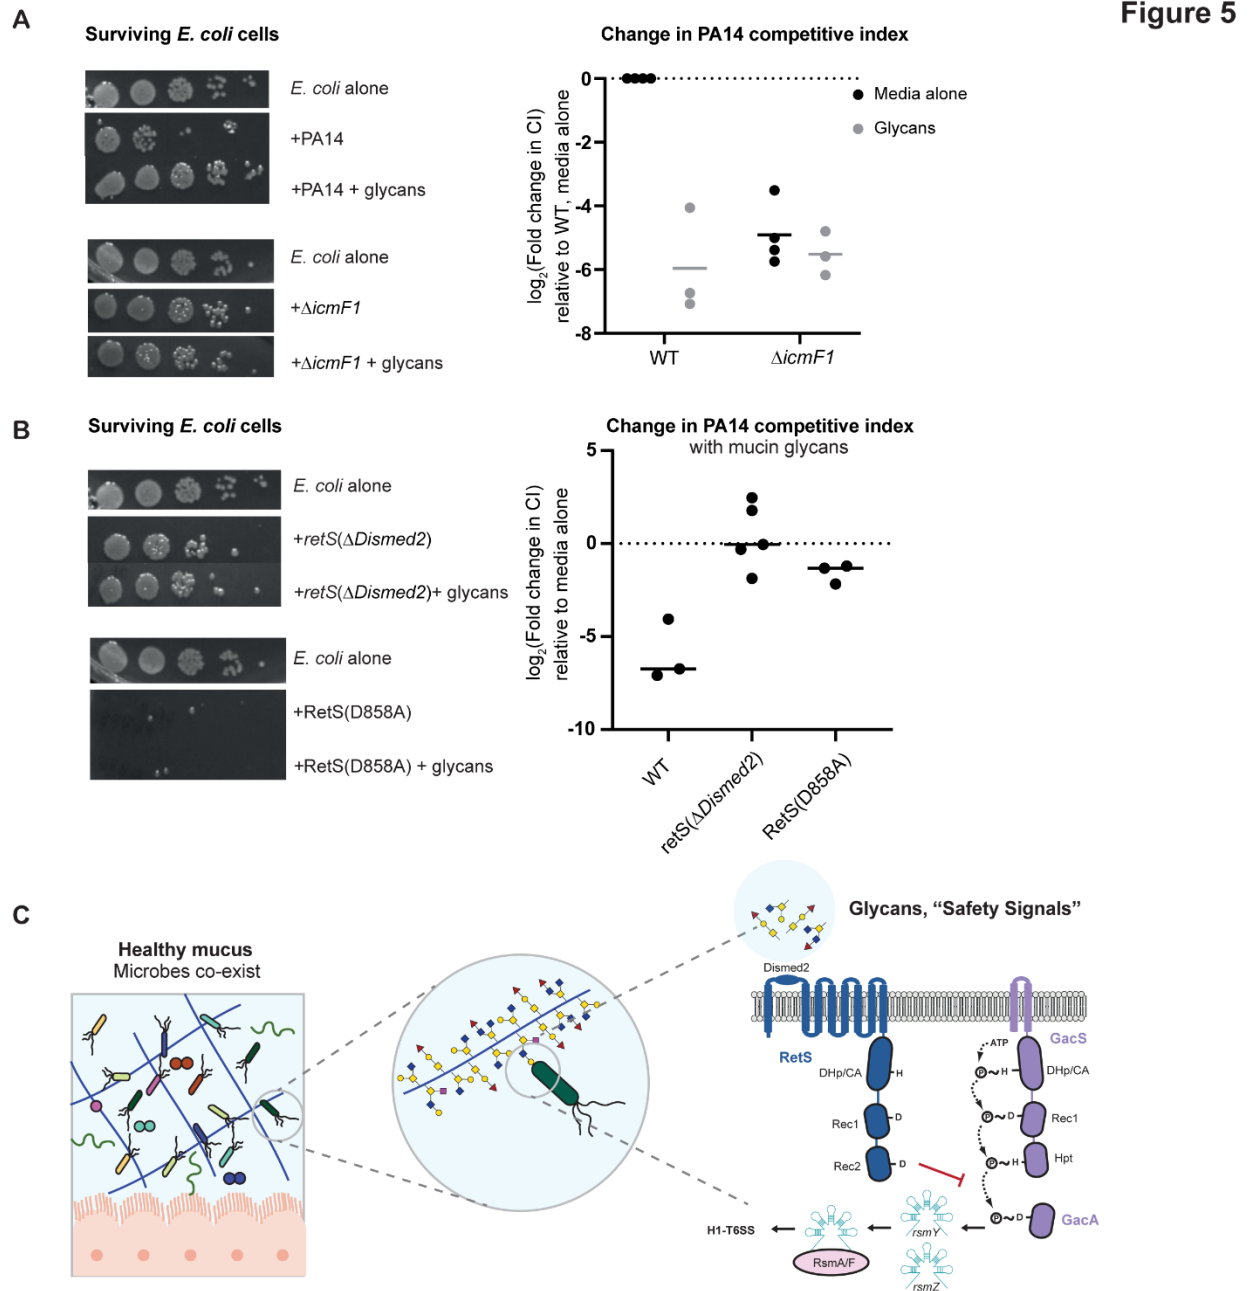 Figure 5
A
Surviving E. coli cells
E. coli alone
+PA14
+PA14 + glycans
E. coli alone
+ΔicmF1
+ΔicmF1 + glycans
Change in PA14 competitive index
log2(Fold change in CI)
relative to WT, media alone
0
-2
-4
-6
-8
WT
ΔicmF1
Media alone
Glycans
B
Surviving E. coli cells
E. coli alone
+retS(ΔDismed2)
+retS(ΔDismed2)+ glycans
E. coli alone
+RetS(D858A)
+RetS(D858A) + glycans
Change in PA14 competitive index
with mucin glycans
log2(Fold change in CI)
relative to media alone
5
0
-5
-10
WT
retS(ΔDismed2)
RetS(D858A)
C
Healthy mucus
Microbes co-exist
Glycans, “Safety Signals”
Dismed2
RetS
GacS
DHp/CA
H
Rec1
D
Rec2
D
ATP
P~H
DHp/CA
P~D
Rec1
P~H
Hpt
P~D
GacA
rsmY
rsmZ
RsmA/F
H1-T6SS